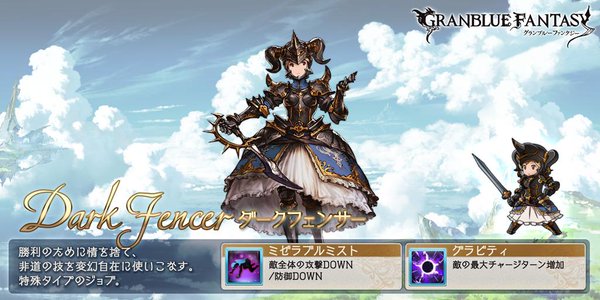 GRANBLUE FANTASY
グランブルーファンタジー
Dark Fencer ダークフェンサー
勝利のために情を捨て、
非道の技を変幻自在に使いこなす。
特殊タイプのジョブ。
ミゼラブルミスト
敵全体の攻撃DOWN
/防御DOWN
グラビティ
敵の最大チャージターン増加